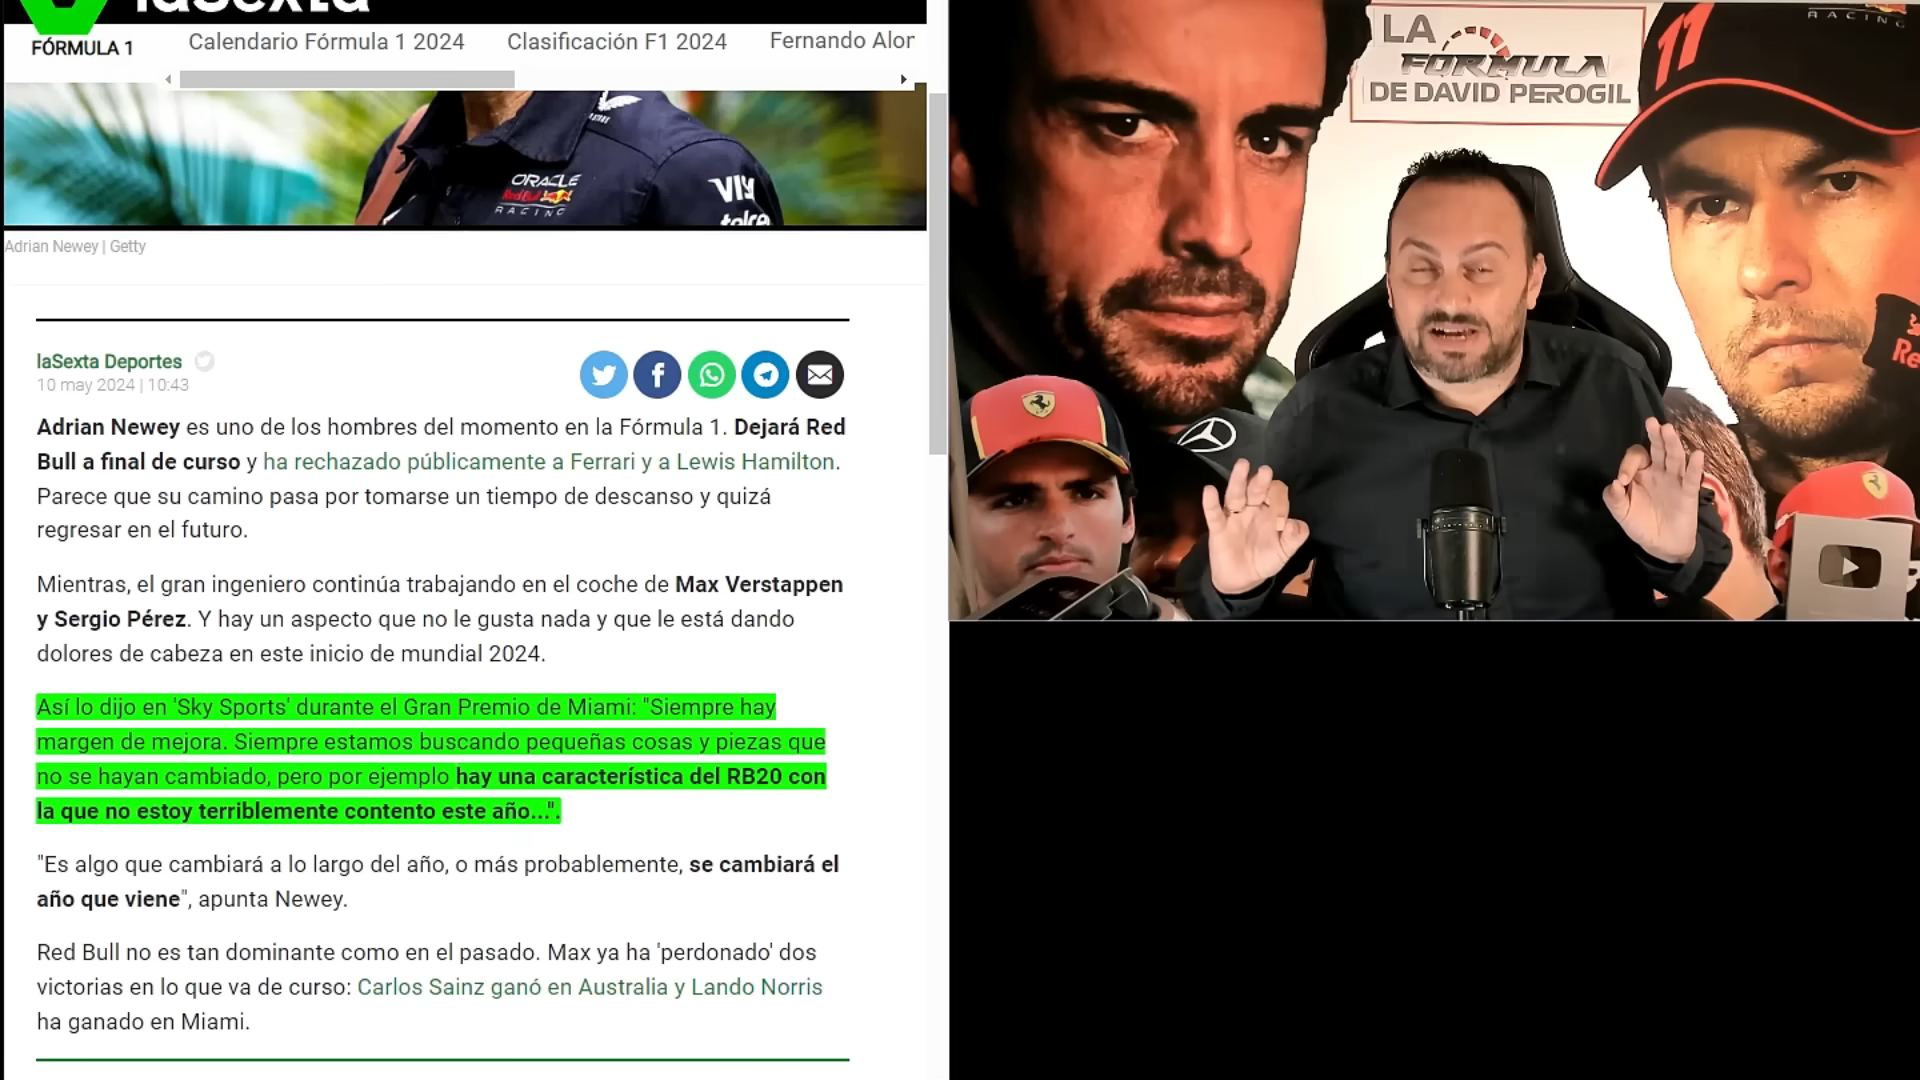 laSexta
FÓRMULA 1
Calendario Fórmula 1 2024
Clasificación F1 2024
Fernando Alor
ORACLE
Red Bull
RACING
VIS
telce
Adrian Newey | Getty
laSexta Deportes
10 may 2024 | 10:43
Adrian Newey es uno de los hombres del momento en la Fórmula 1. Dejará Red
Bull a final de curso y ha rechazado públicamente a Ferrari y a Lewis Hamilton.
Parece que su camino pasa por tomarse un tiempo de descanso y quizá
regresar en el futuro.
Mientras, el gran ingeniero continúa trabajando en el coche de Max Verstappen
y Sergio Pérez. Y hay un aspecto que no le gusta nada y que le está dando
dolores de cabeza en este inicio de mundial 2024.
Así lo dijo en 'Sky Sports' durante el Gran Premio de Miami: "Siempre hay
margen de mejora. Siempre estamos buscando pequeñas cosas y piezas que
no se hayan cambiado, pero por ejemplo hay una característica del RB20 con
la que no estoy terriblemente contento este año...".
"Es algo que cambiará a lo largo del año, o más probablemente, se cambiará el
año que viene", apunta Newey.
Red Bull no es tan dominante como en el pasado. Max ya ha 'perdonado' dos
victorias en lo que va de curso: Carlos Sainz ganó en Australia y Lando Norris
ha ganado en Miami.
LA
FORMULA
DE DAVID PEROGIL
11
RACING
Re